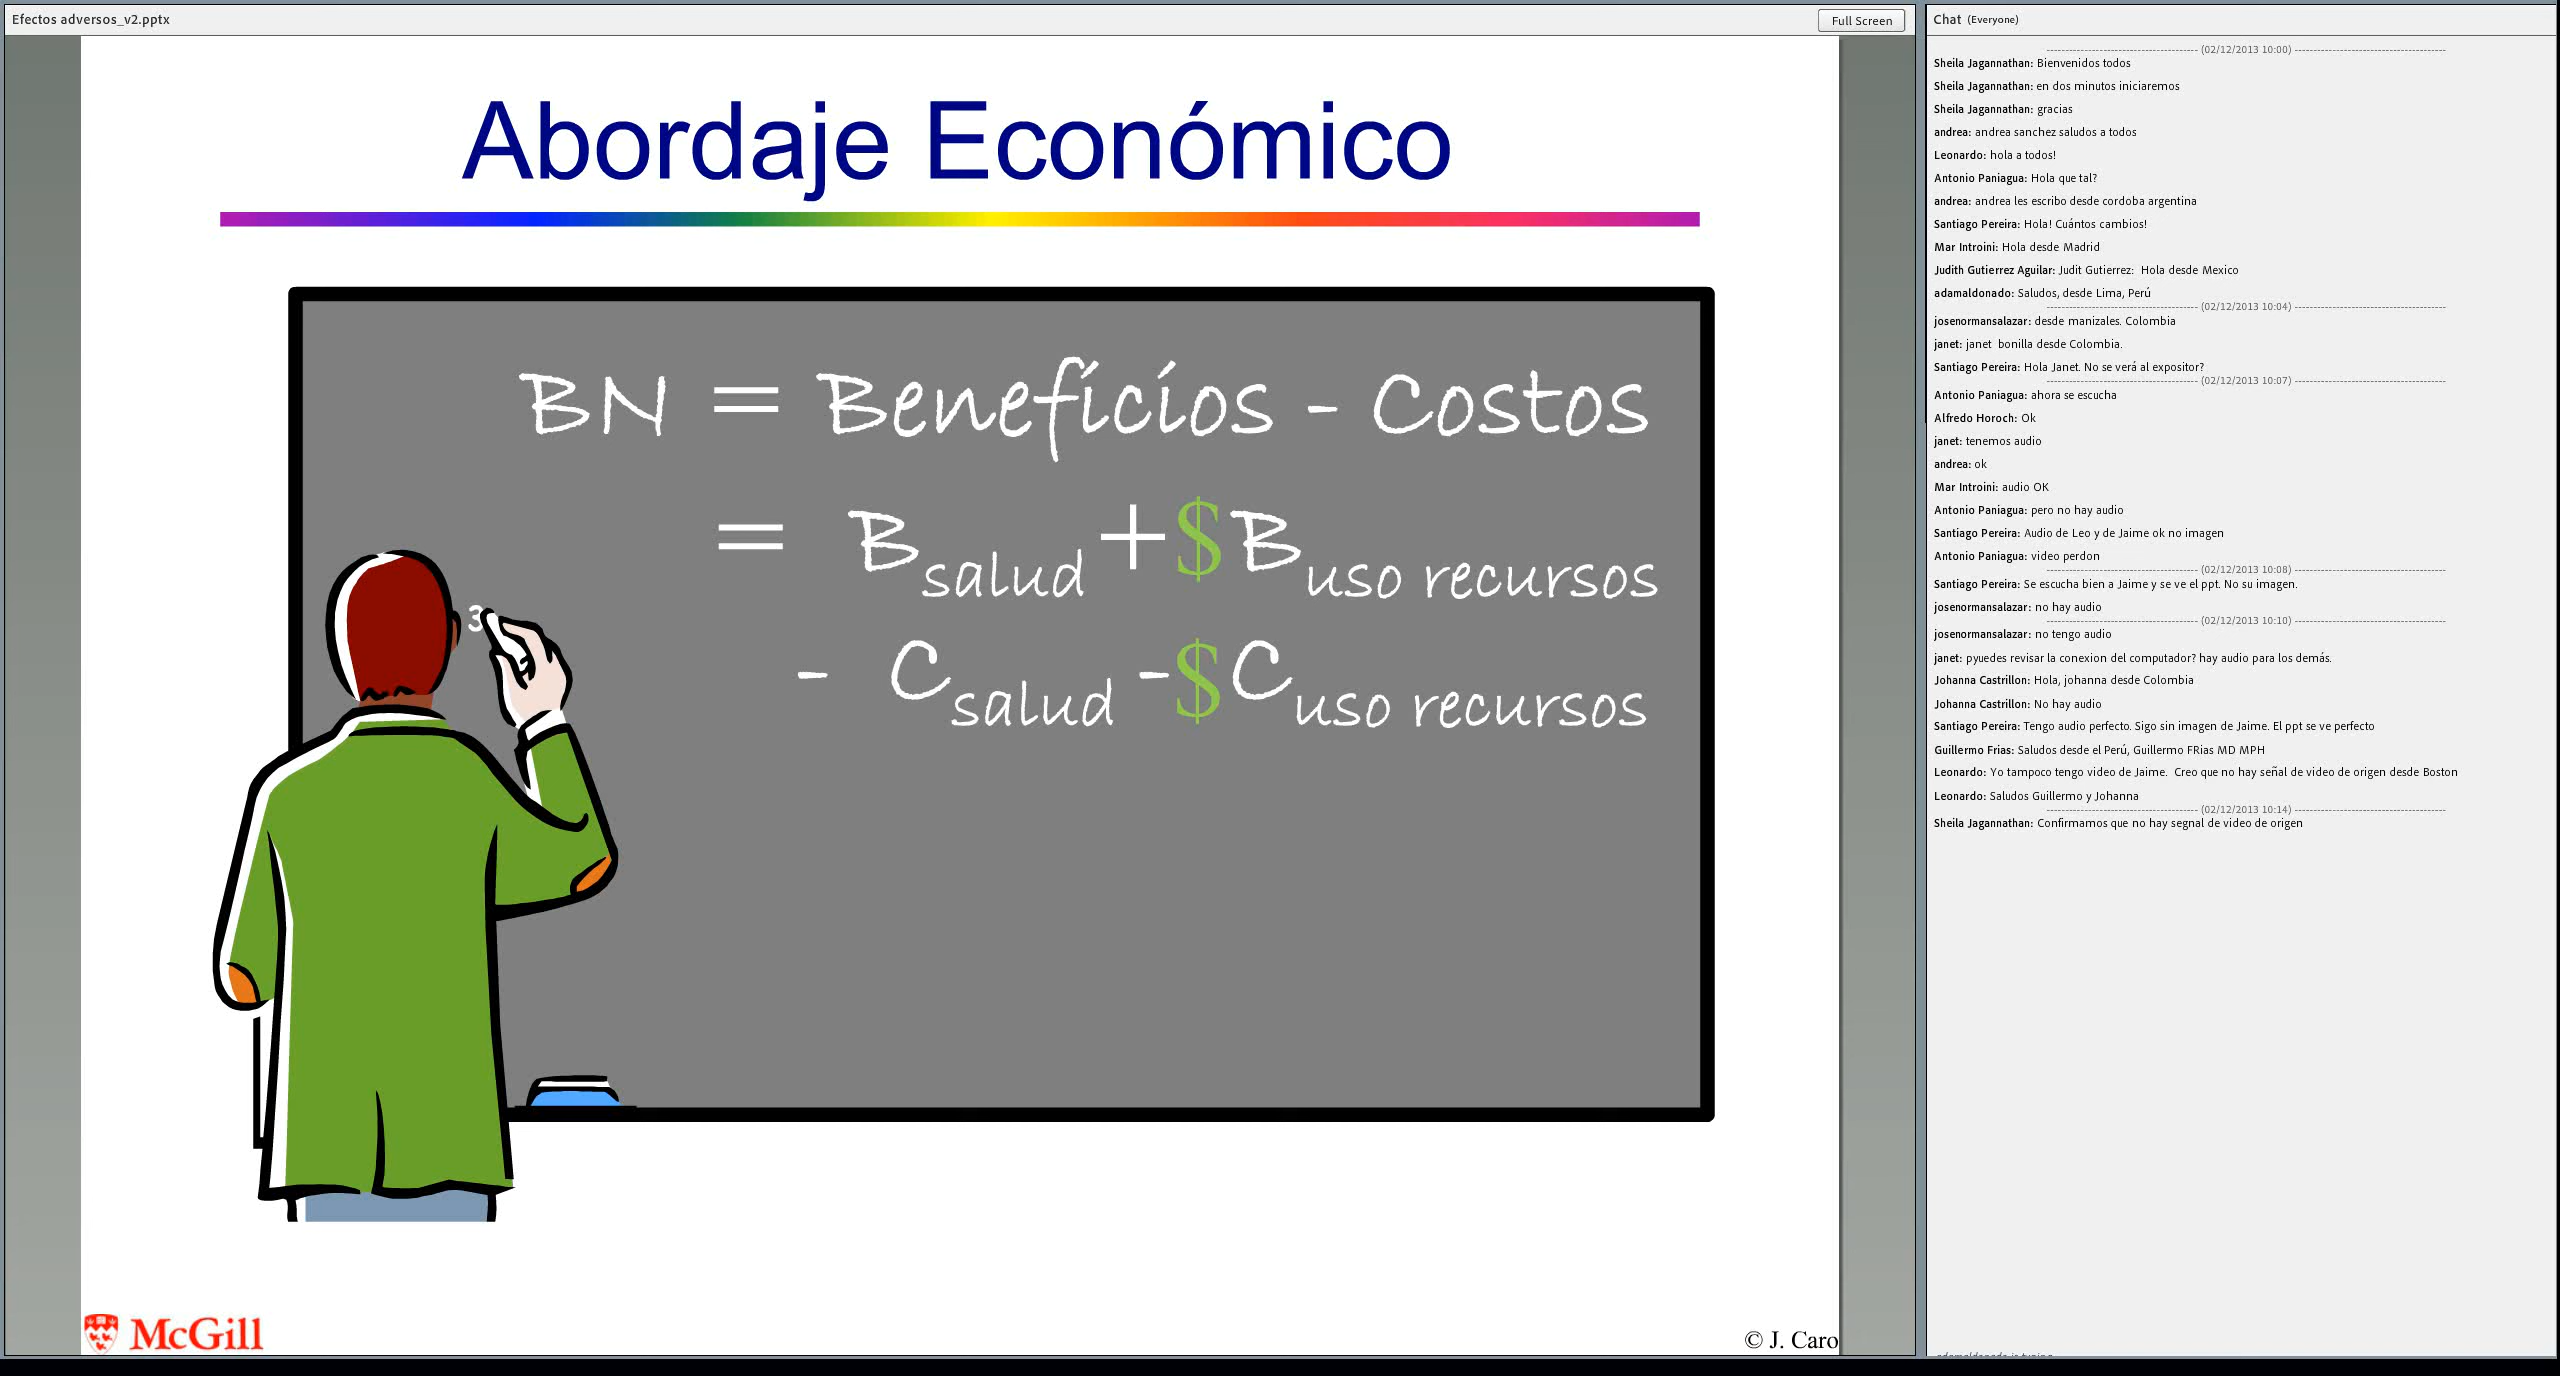 Efectos adversos_v2.pptx
Full Screen
Abordaje Económico
BN = Beneficios - Costos
= B salud + $ B uso recursos
- C salud - $ C uso recursos
3
McGill
© J. Caro
Chat (Everyone)
(02/12/2013 10:00)
Sheila Jagannathan: Bienvenidos todos
Sheila Jagannathan: en dos minutos iniciaremos
Sheila Jagannathan: gracias
andrea: andrea sanchez saludos a todos
Leonardo: hola a todos!
Antonio Paniagua: Hola que tal?
andrea: andrea les escribo desde cordoba argentina
Santiago Pereira: Hola! Cuántos cambios!
Mar Introini: Hola desde Madrid
Judith Gutierrez Aguilar: Judit Gutierrez: Hola desde Mexico
adamaldonado: Saludos, desde Lima, Perú
(02/12/2013 10:04)
josenormansalazar: desde manizales. Colombia
janet: janet bonilla desde Colombia.
Santiago Pereira: Hola Janet. No se verá al expositor?
(02/12/2013 10:07)
Antonio Paniagua: ahora se escucha
Alfredo Horoch: Ok
janet: tenemos audio
andrea: ok
Mar Introini: audio OK
Antonio Paniagua: pero no hay audio
Santiago Pereira: Audio de Leo y de Jaime ok no imagen
Antonio Paniagua: video perdon
(02/12/2013 10:08)
Santiago Pereira: Se escucha bien a Jaime y se ve el ppt. No su imagen.
josenormansalazar: no hay audio
(02/12/2013 10:10)
josenormansalazar: no tengo audio
janet: pyuedes revisar la conexion del computador? hay audio para los demás.
Johanna Castrillon: Hola, johanna desde Colombia
Johanna Castrillon: No hay audio
Santiago Pereira: Tengo audio perfecto. Sigo sin imagen de Jaime. El ppt se ve perfecto
Guillermo Frias: Saludos desde el Perú, Guillermo FRias MD MPH
Leonardo: Yo tampoco tengo video de Jaime. Creo que no hay señal de video de origen desde Boston
Leonardo: Saludos Guillermo y Johanna
(02/12/2013 10:14)
Sheila Jagannathan: Confirmamos que no hay segnal de video de origen